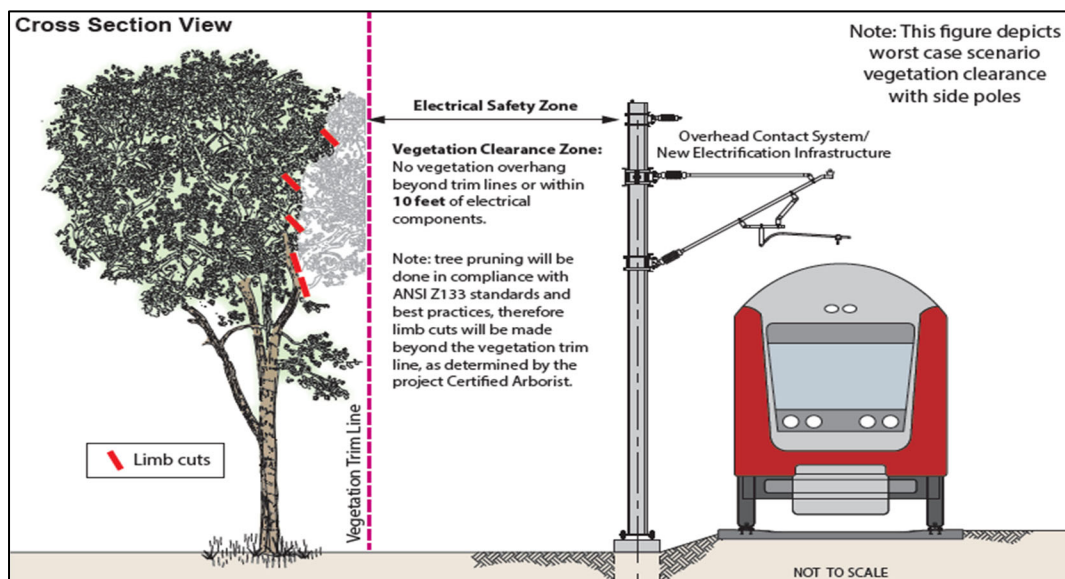 Cross Section View
Note: This figure depicts
worst case scenario
vegetation clearance
with side poles
Electrical Safety Zone
Vegetation Clearance Zone:
No vegetation overhang
beyond trim lines or within
10 feet of electrical
components.
Note: tree pruning will be
done in compliance with
ANSI Z133 standards and
best practices, therefore
limb cuts will be made
beyond the vegetation trim
line, as determined by the
project Certified Arborist.
Overhead Contact System/
New Electrification Infrastructure
Limb cuts
Vegetation Trim Line
NOT TO SCALE